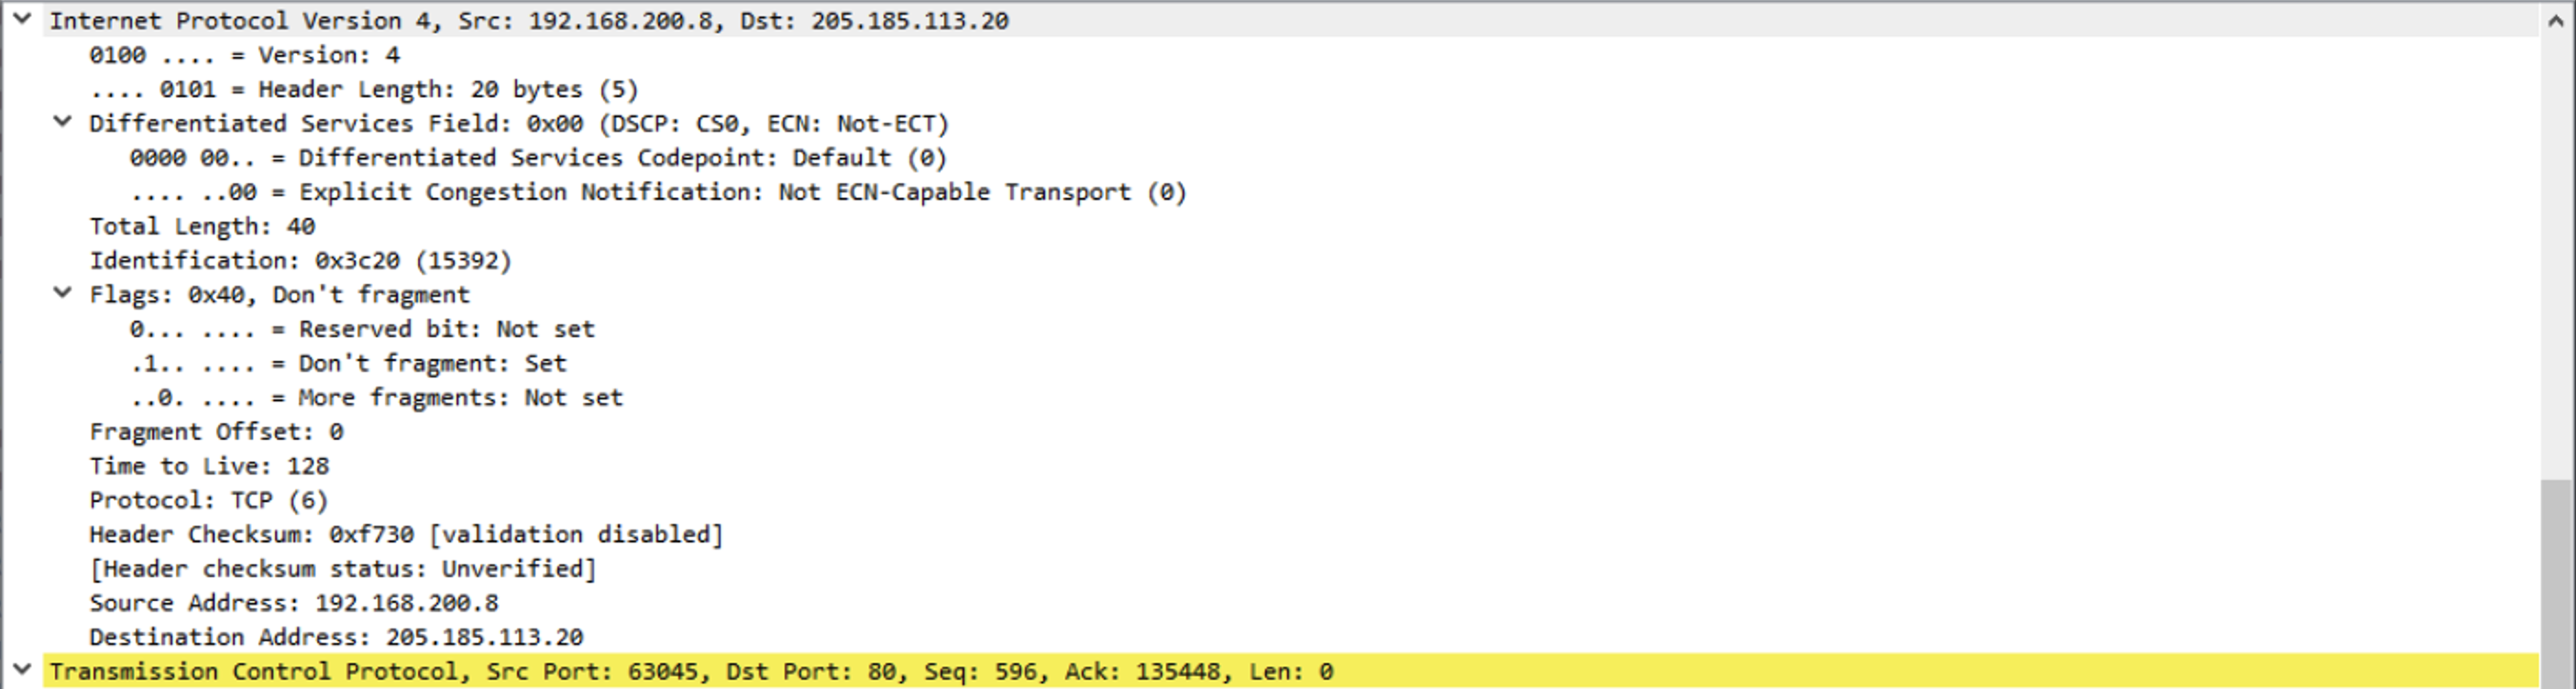 Internet Protocol Version 4, Src: 192.168.200.8, Dst: 205.185.113.20
0100 .... = Version: 4
.... 0101 = Header Length: 20 bytes (5)
Differentiated Services Field: 0x00 (DSCP: CS0, ECN: Not-ECT)
0000 00.. = Differentiated Services Codepoint: Default (0)
.... ..00 = Explicit Congestion Notification: Not ECN-Capable Transport (0)
Total Length: 40
Identification: 0x3c20 (15392)
Flags: 0x40, Don't fragment
0... .... = Reserved bit: Not set
.1.. .... = Don't fragment: Set
..0. .... = More fragments: Not set
Fragment Offset: 0
Time to Live: 128
Protocol: TCP (6)
Header Checksum: 0xf730 [validation disabled]
[Header checksum status: Unverified]
Source Address: 192.168.200.8
Destination Address: 205.185.113.20
Transmission Control Protocol, Src Port: 63045, Dst Port: 80, Seq: 596, Ack: 135448, Len: 0